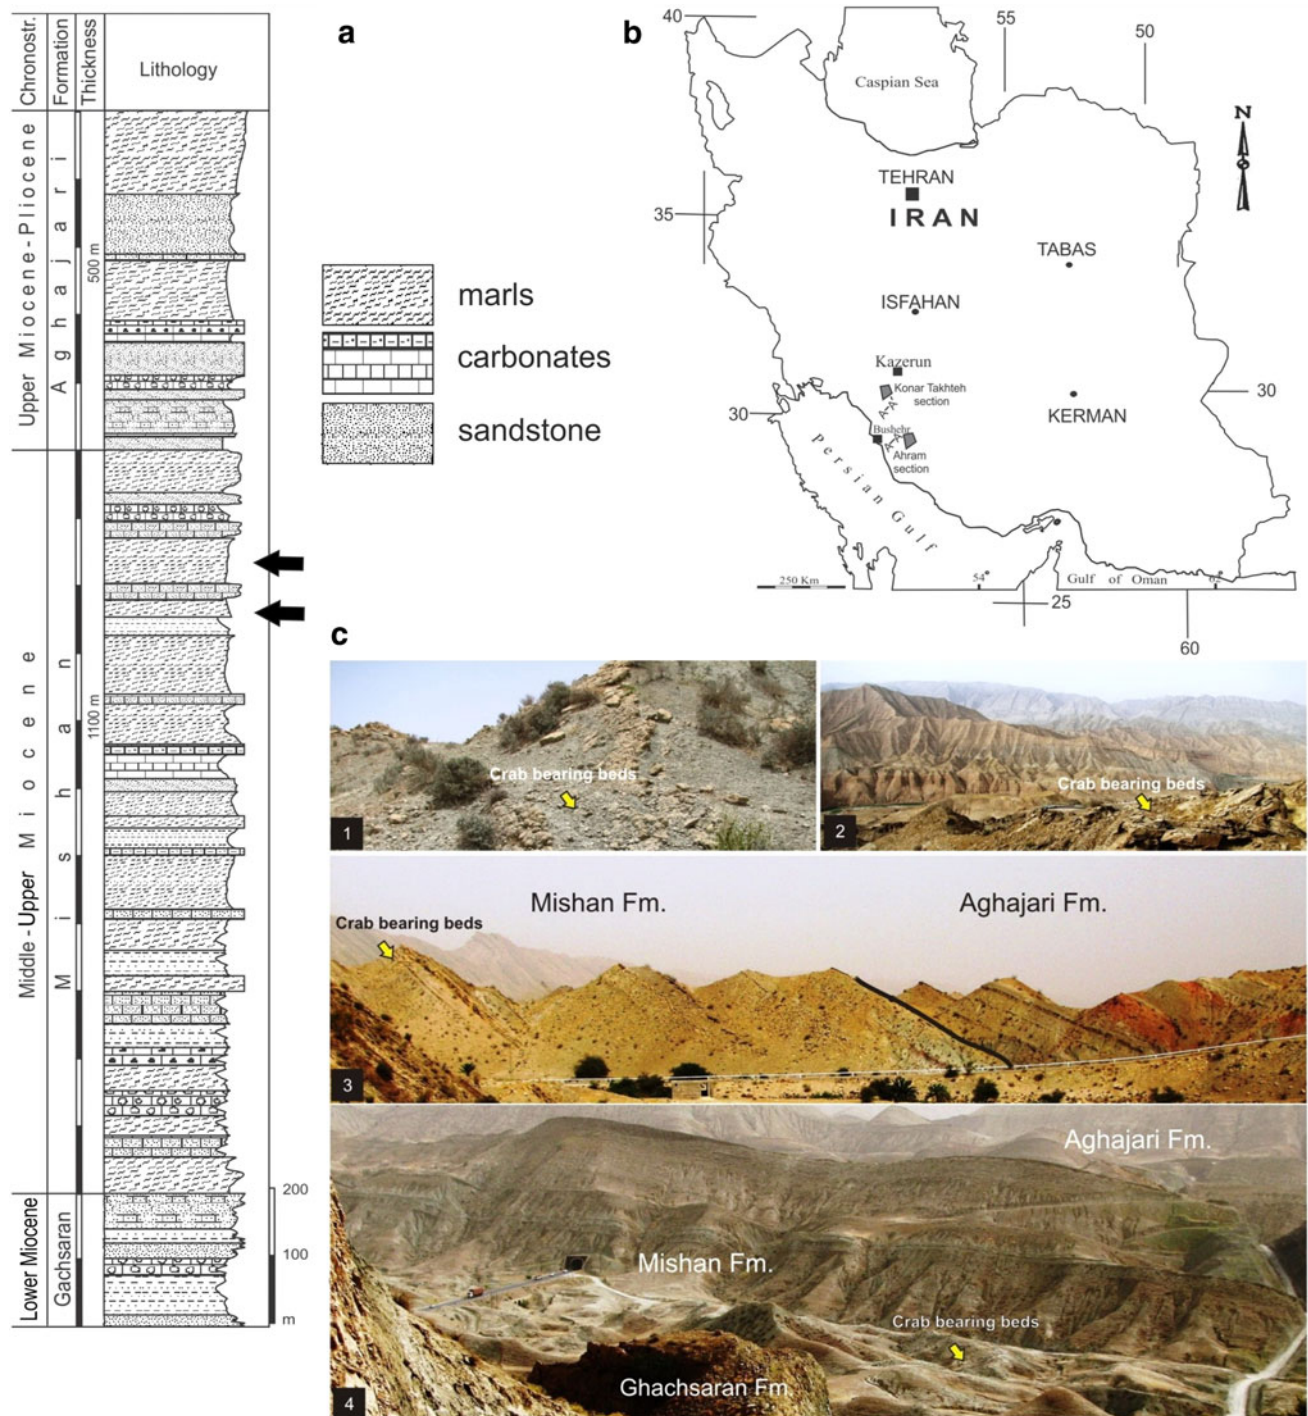 Chronostr.
Formation
Thickness
Lithology
Upper Miocene-Pliocene
Aghajari
500 m
Middle-Upper Miocene
Mishan
1100 m
Lower Miocene
Gachsaran
200
100
m
a
marls
carbonates
sandstone
b
40
55
50
Caspian Sea
N
TEHRAN
35
IRAN
TABAS
ISFAHAN
Kazerun
Konar Takhteh
section
A-A'
30
30
KERMAN
Bushehr
A-A'
Ahram
section
Persian Gulf
250 Km
54°
Gulf of Oman
62°
25
60
c
Crab bearing beds
1
Crab bearing beds
2
Mishan Fm.
Aghajari Fm.
Crab bearing beds
3
Aghajari Fm.
Mishan Fm.
Crab bearing beds
Ghachsaran Fm.
4